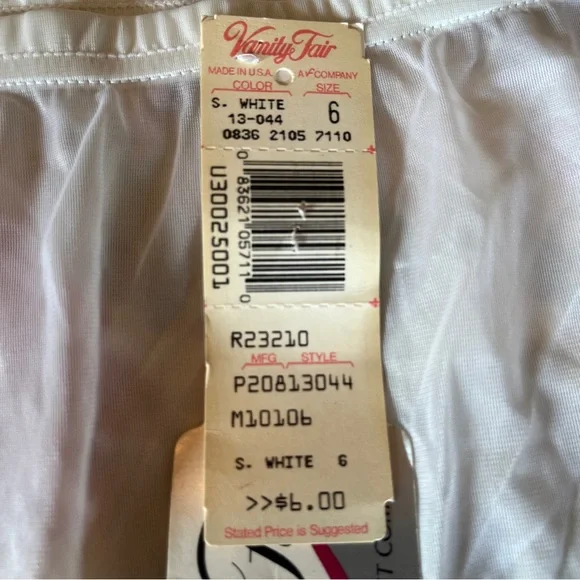 Vanity Fair
MADE IN U.S.A. A VF COMPANY
COLOR SIZE
S. WHITE 6
13-044
0836 2105 7110
0 83621 05711 0
U30025001
R23210
MFG STYLE
P20813044
M10106
S. WHITE 6
>>$6.00
Stated Price is Suggested